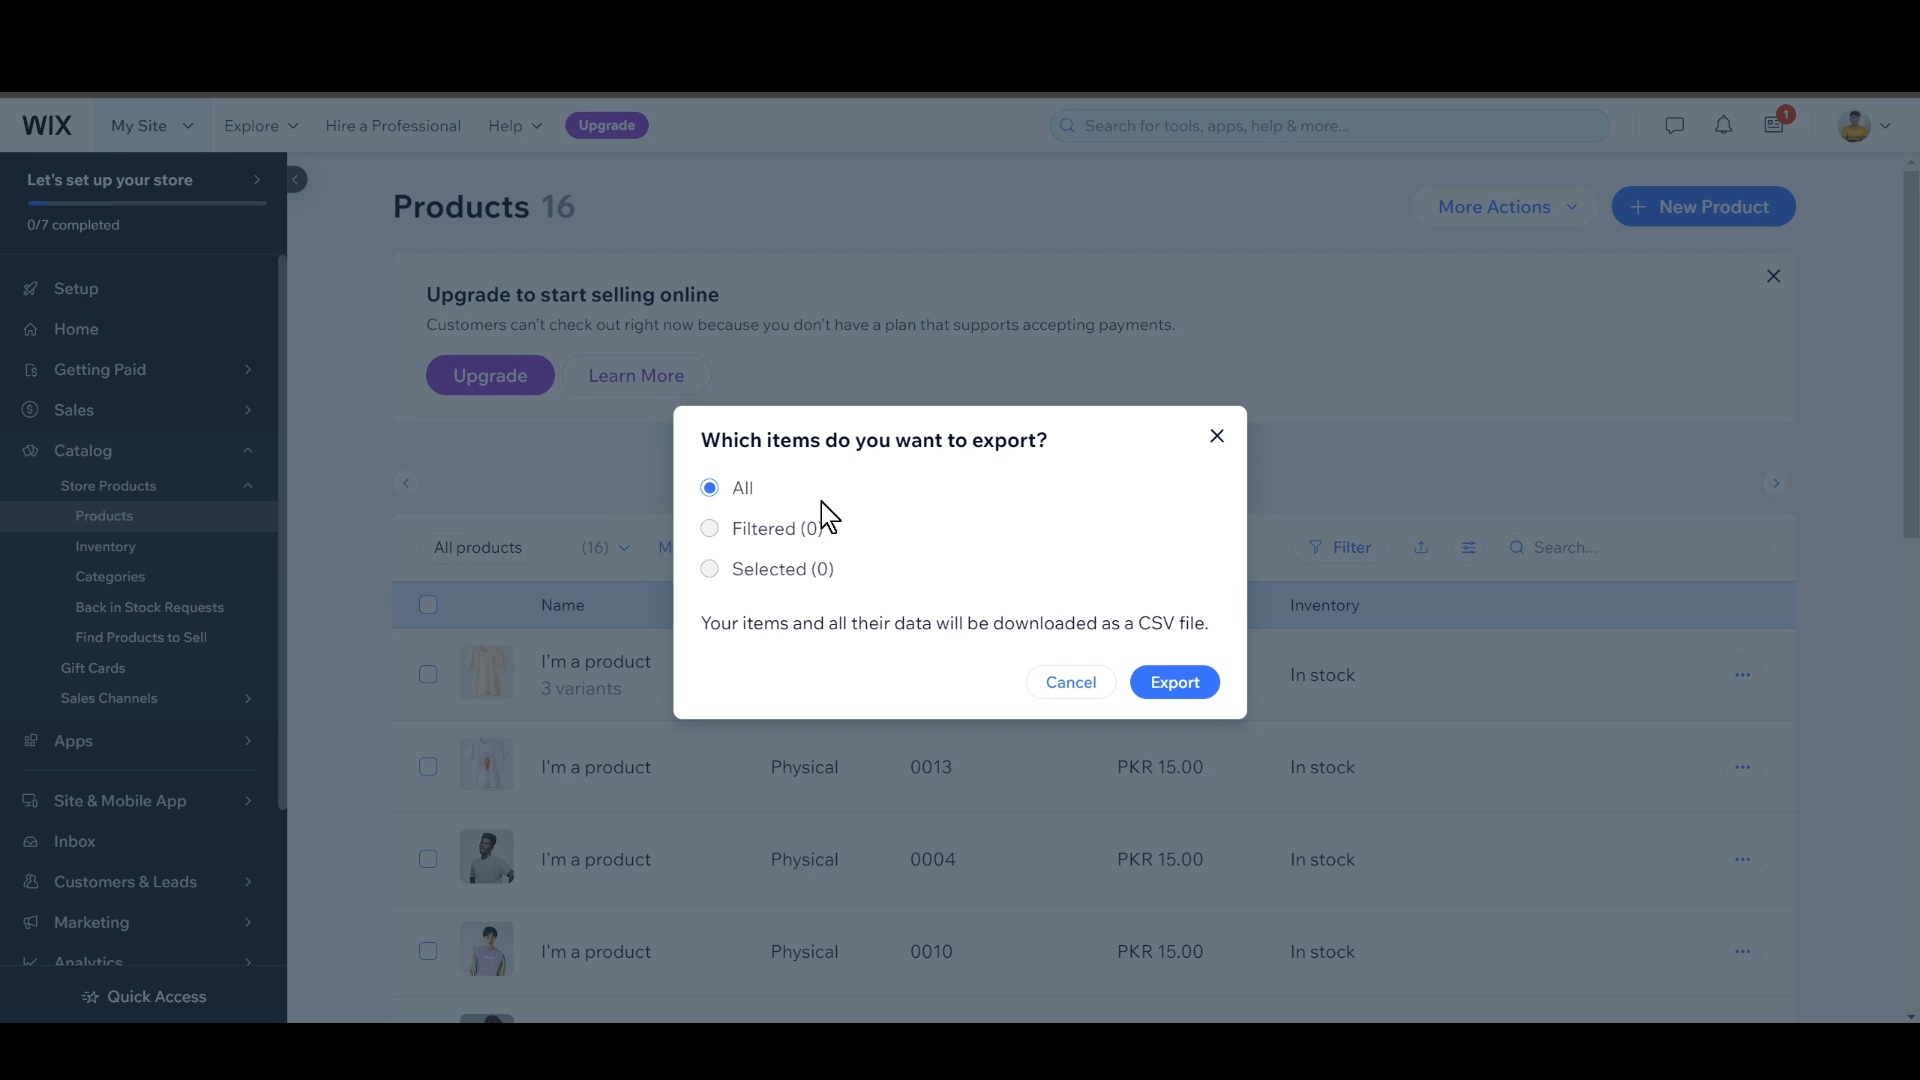 WIX
My Site
Explore
Hire a Professional
Help
Upgrade
Search for tools, apps, help & more...
1
Let's set up your store
0/7 completed
Setup
Home
Getting Paid
Sales
Catalog
Store Products
Products
Inventory
Categories
Back in Stock Requests
Find Products to Sell
Gift Cards
Sales Channels
Apps
Site & Mobile App
Inbox
Customers & Leads
Marketing
Analytics
Quick Access
Products 16
More Actions
+ New Product
Upgrade to start selling online
Customers can't check out right now because you don't have a plan that supports accepting payments.
Upgrade
Learn More
Which items do you want to export?
All
Filtered (0)
Selected (0)
Your items and all their data will be downloaded as a CSV file.
Cancel
Export
All products (16)
Filter
Search...
Name Inventory
I'm a product In stock
3 variants
I'm a product Physical 0013 PKR 15.00 In stock
I'm a product Physical 0004 PKR 15.00 In stock
I'm a product Physical 0010 PKR 15.00 In stock